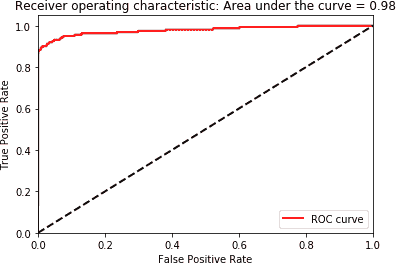 Receiver operating characteristic: Area under the curve = 0.98
True Positive Rate
1.0
0.8
0.6
0.4
0.2
0.0
0.0 0.2 0.4 0.6 0.8 1.0
False Positive Rate
ROC curve